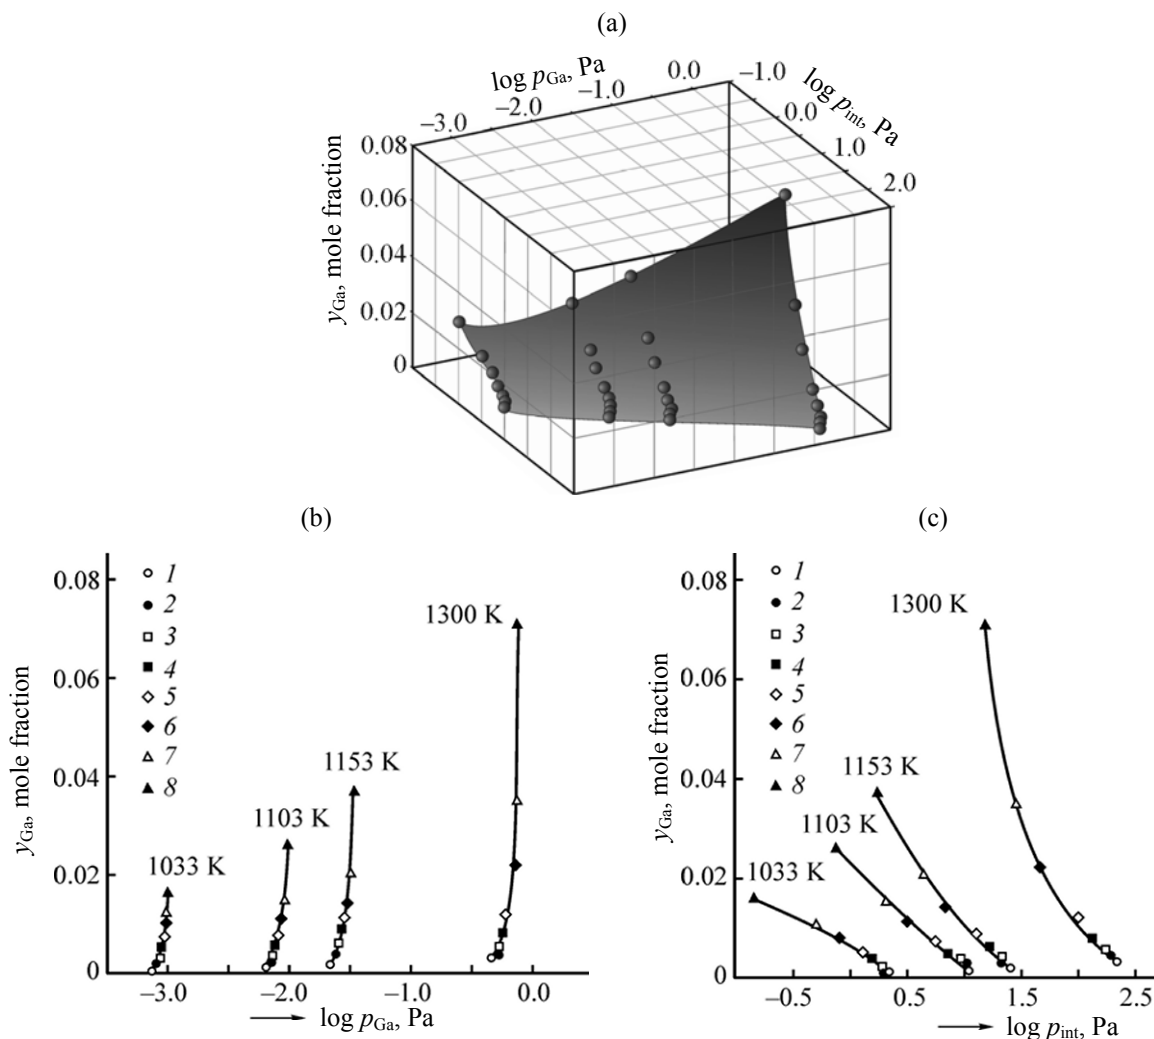 (a)
log pGa, Pa
–3.0 –2.0 –1.0 0.0
log pint, Pa
–1.0 0.0 1.0 2.0
yGa, mole fraction
0.08
0.06
0.04
0.02
0
(b)
yGa, mole fraction
0.08
0.06
0.04
0.02
0
1
2
3
4
5
6
7
8
1033 K
1103 K
1153 K
1300 K
–3.0 –2.0 –1.0 0.0
log pGa, Pa
(c)
yGa, mole fraction
0.08
0.06
0.04
0.02
0
1
2
3
4
5
6
7
8
1300 K
1153 K
1103 K
1033 K
–0.5 0.5 1.5 2.5
log pint, Pa